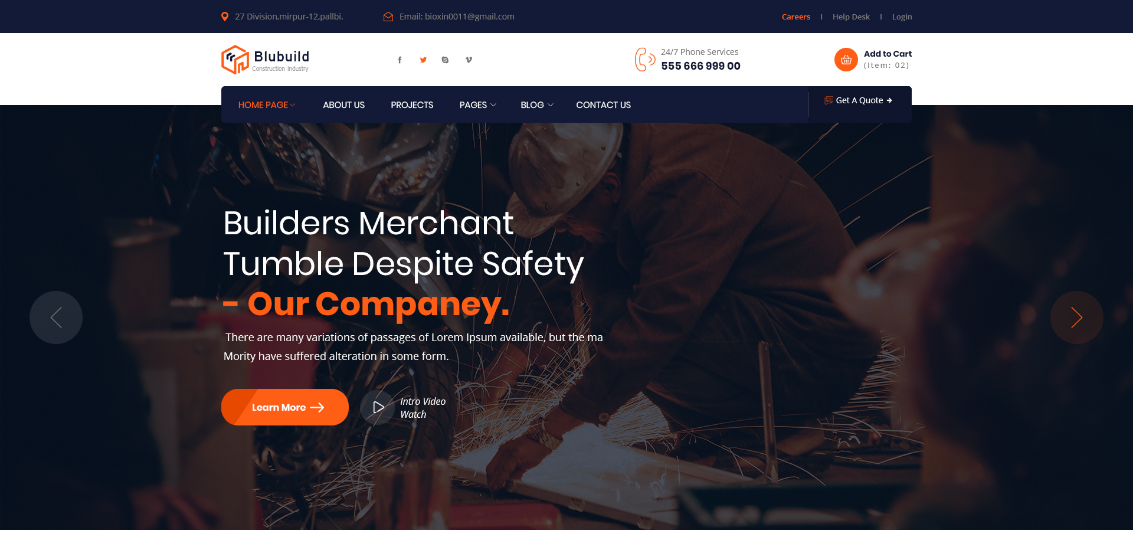 27 Division,mirpur-12,pallbi.
Email: bioxin0011@gmail.com
Careers | Help Desk | Login
Blubuild
Construction Industry
24/7 Phone Services
555 666 999 00
Add to Cart
(Item: 02)
HOME PAGE
ABOUT US
PROJECTS
PAGES
BLOG
CONTACT US
Get A Quote
Builders Merchant
Tumble Despite Safety
- Our Companey.
There are many variations of passages of Lorem Ipsum available, but the ma
Mority have suffered alteration in some form.
Learn More
Intro Video
Watch